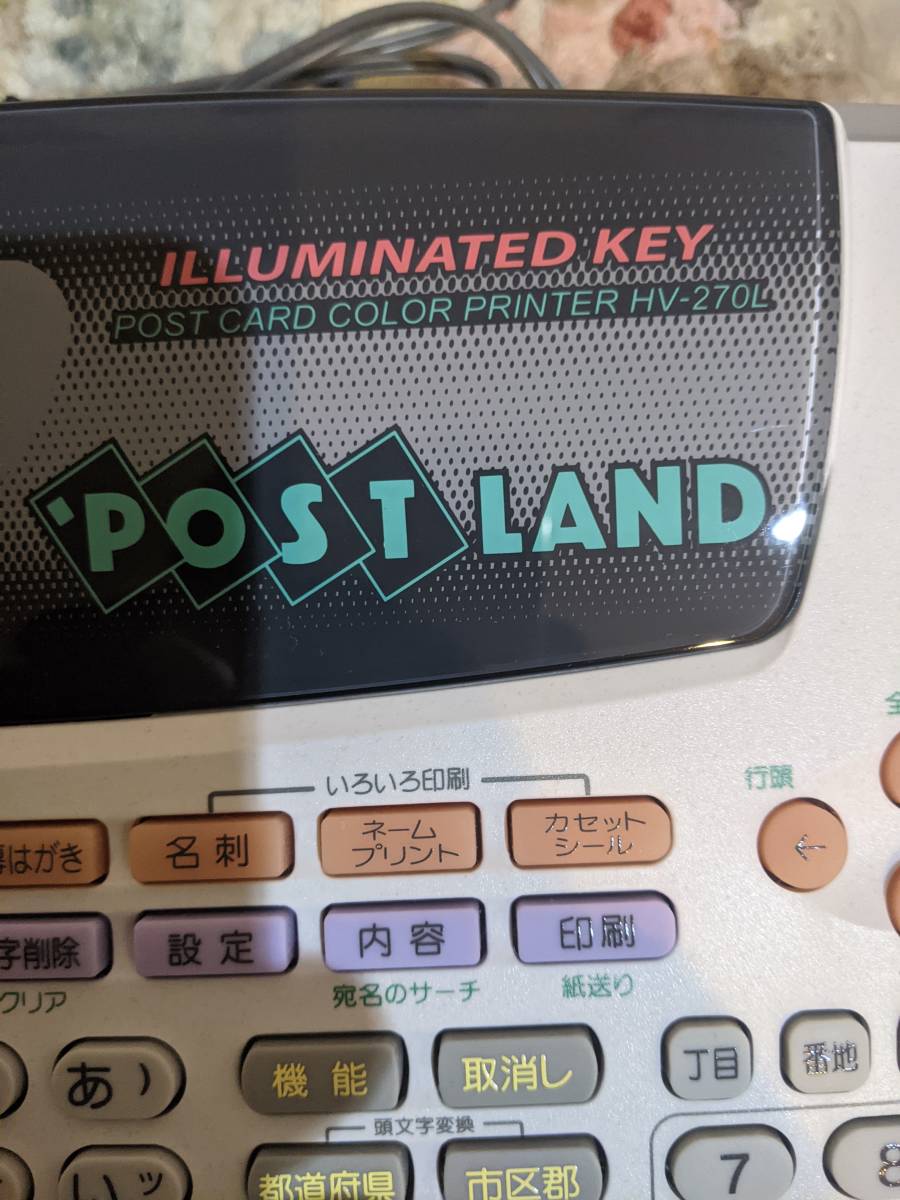 ILLUMINATED KEY
POST CARD COLOR PRINTER HV-270L
'POST LAND
いろいろ印刷
行頭
全
はがき 名刺 ネームプリント カセットシール ←
字削除 設定 内容 印刷
クリア 宛名のサーチ 紙送り
あ ) 機能 取消し 丁目 番地
頭文字変換
いッ 都道府県 市区郡 7 8